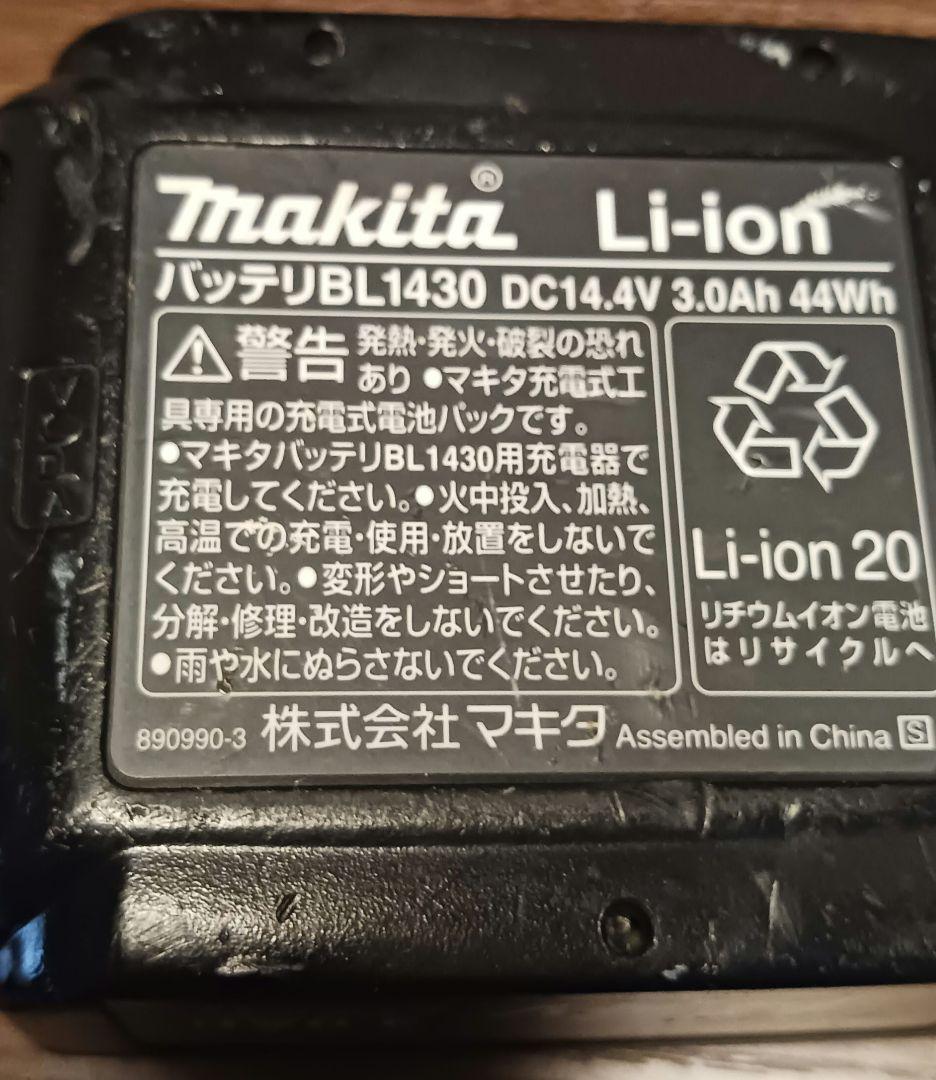 makita® Li-ion
バッテリBL1430 DC14.4V 3.0Ah 44Wh
警告 発熱・発火・破裂の恐れ
あり ●マキタ充電式工
具専用の充電式電池パックです。
●マキタバッテリBL1430用充電器で
充電してください。●火中投入、加熱、
高温での充電・使用・放置をしないで
ください。●変形やショートさせたり、
分解・修理・改造をしないでください。
●雨や水にぬらさないでください。
Li-ion 20
リチウムイオン電池
はリサイクルへ
890990-3 株式会社マキタ Assembled in China S